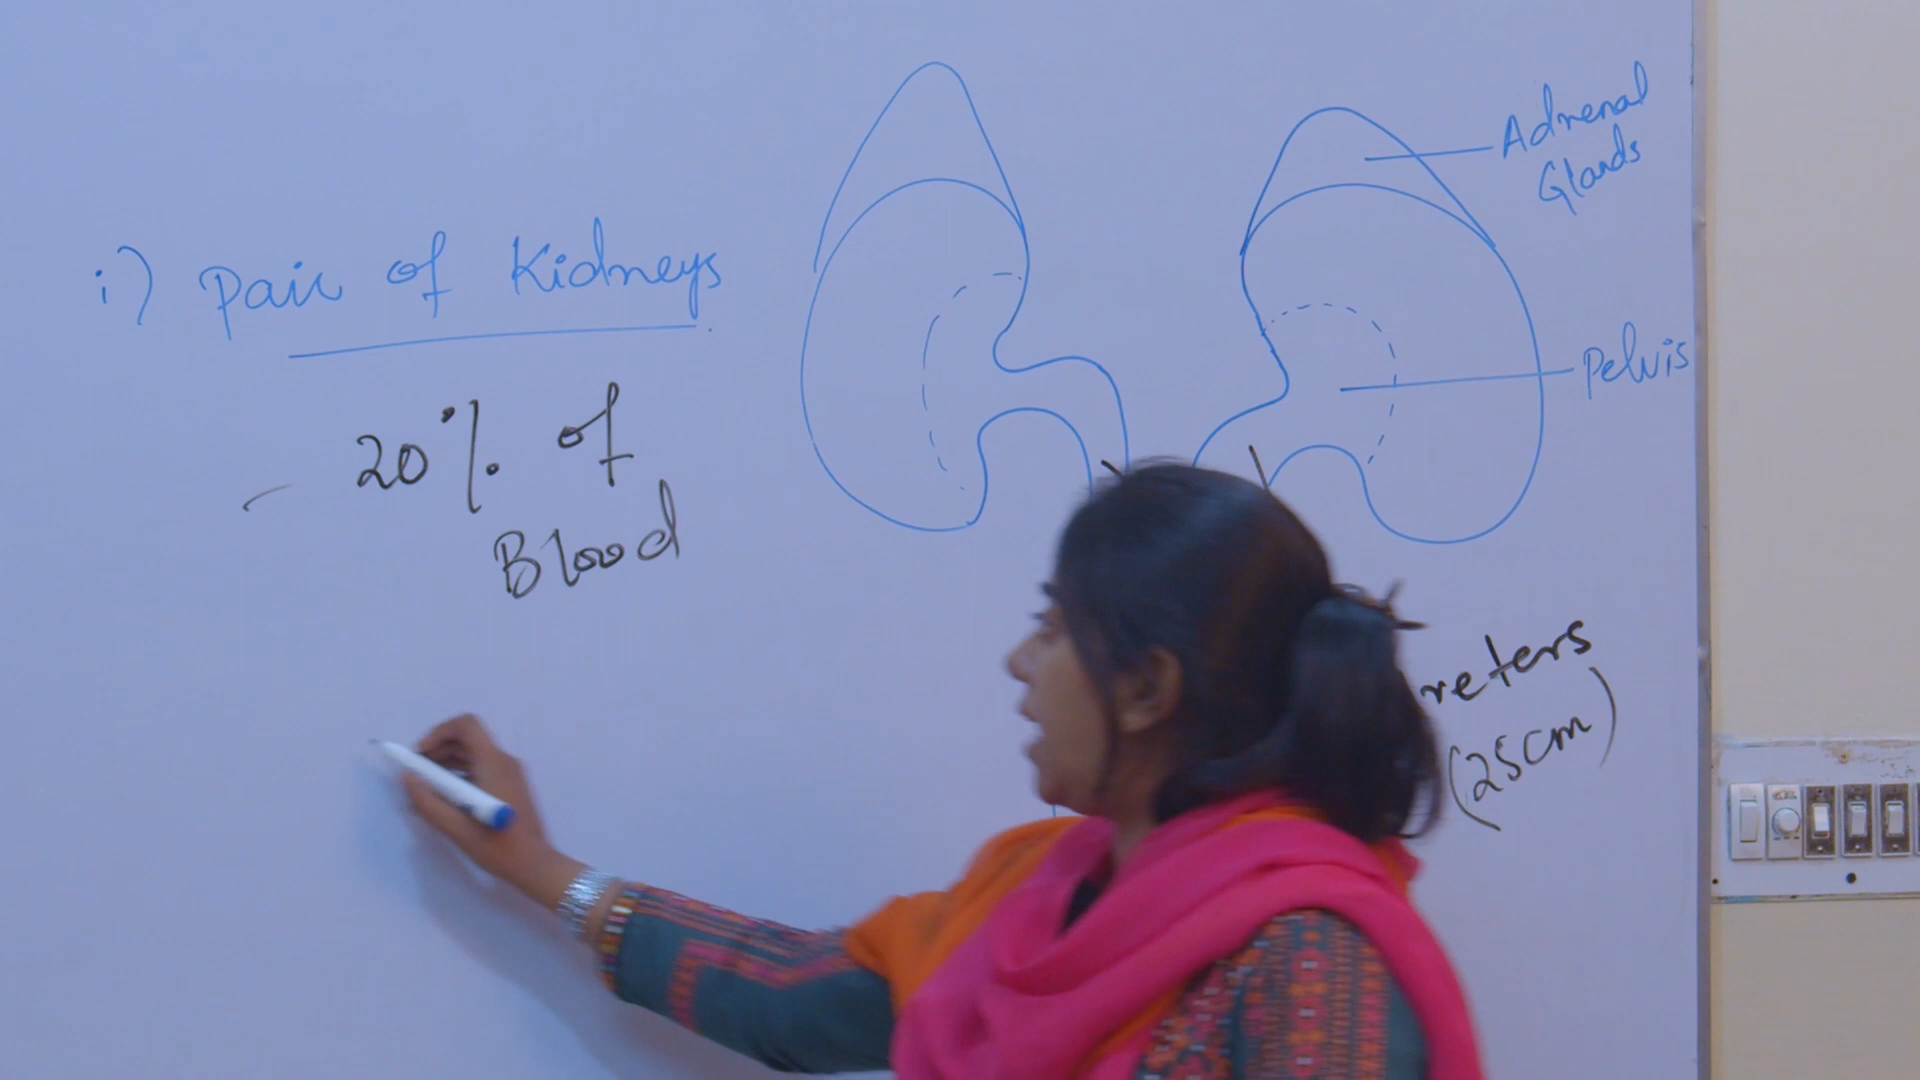 i) Pair of Kidneys
- 20% of
Blood
Adrenal
Glands
Pelvis
reters
(25cm)